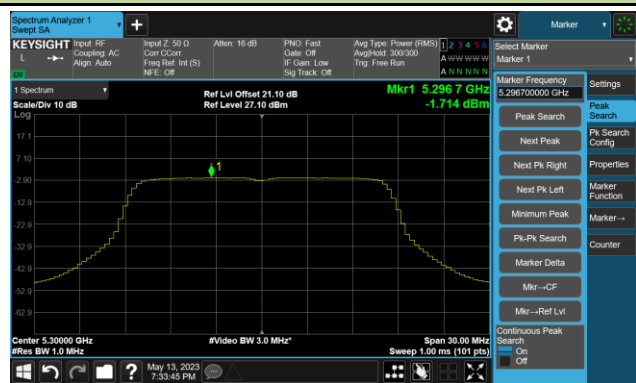 Spectrum Analyzer 1
Swept SA
+
Marker
KEYSIGHT
L
Input: RF
Coupling: AC
Align: Auto
Input Z: 50 Ω
Corr CCorr
Freq Ref: Int (S)
NFE: Off
Atten: 16 dB
PNO: Fast
Gate: Off
IF Gain: Low
Sig Track: Off
Avg Type: Power (RMS)
Avg|Hold: 300/300
Trig: Free Run
1 2 3 4 5 6
A W W W W W
A N N N N N
Select Marker
Marker 1
1 Spectrum
Scale/Div 10 dB
Log
Ref Lvl Offset 21.10 dB
Ref Level 27.10 dBm
Mkr1 5.296 7 GHz
-1.714 dBm
17.1
7.10
-2.90
-12.9
-22.9
-32.9
-42.9
-52.9
-62.9
1
Center 5.30000 GHz
#Res BW 1.0 MHz
#Video BW 3.0 MHz*
Span 30.00 MHz
Sweep 1.00 ms (101 pts)
Marker Frequency
5.296700000 GHz
Peak Search
Next Peak
Next Pk Right
Next Pk Left
Minimum Peak
Pk-Pk Search
Marker Delta
Mkr→CF
Mkr→Ref Lvl
Continuous Peak
Search
On
Off
Settings
Peak
Search
Pk Search
Config
Properties
Marker
Function
Marker→
Counter
?
May 13, 2023
7:33:45 PM